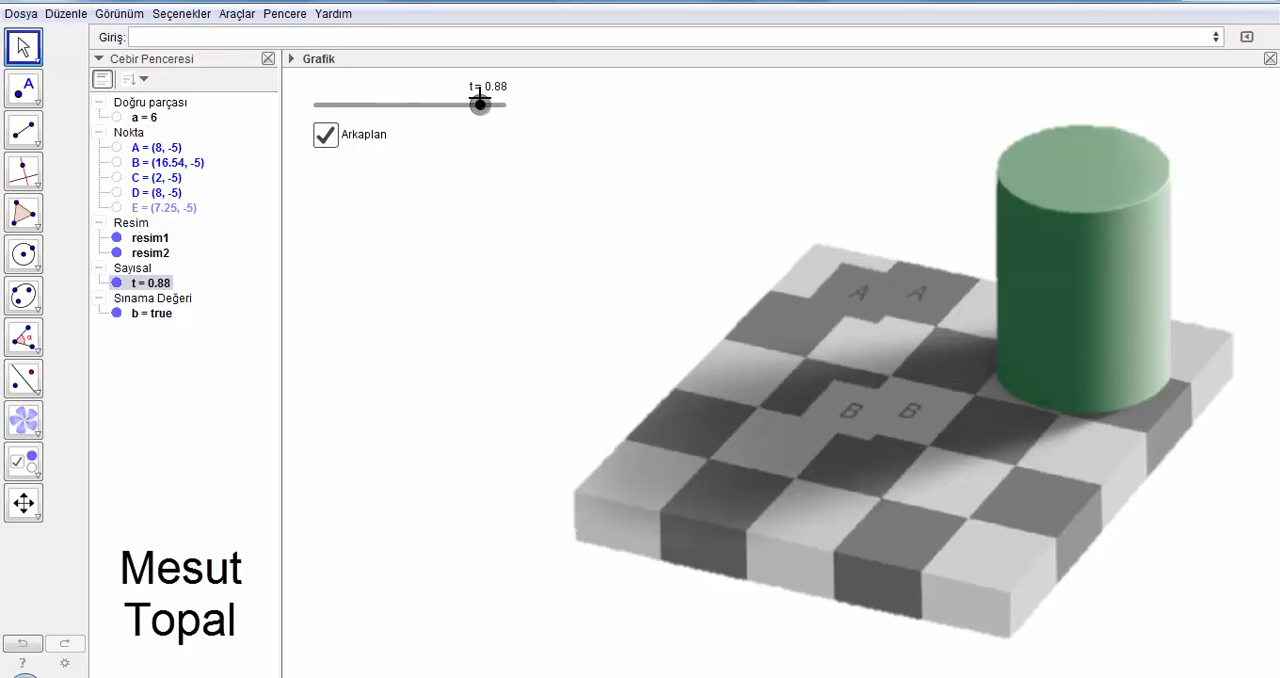 Dosya Düzenle Görünüm Seçenekler Araçlar Pencere Yardım
Giriş:
Cebir Penceresi
Grafik
Doğru parçası
a = 6
Nokta
A = (8, -5)
B = (16.54, -5)
C = (2, -5)
D = (8, -5)
E = (7.25, -5)
Resim
resim1
resim2
Sayısal
t = 0.88
Sınama Değeri
b = true
t = 0.88
Arkaplan
A A
B B
Mesut
Topal